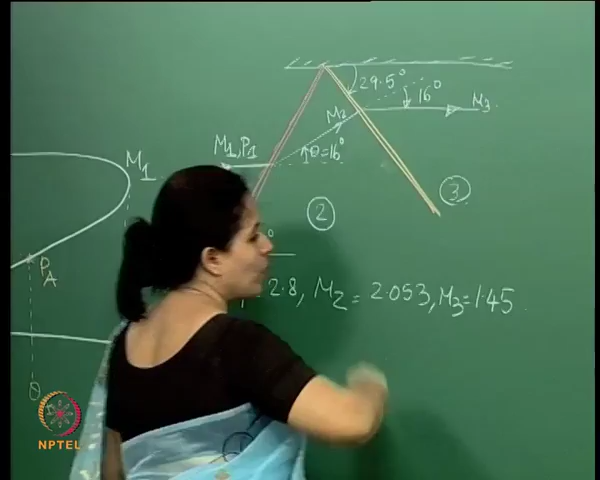 29.5°
16°
M3
M2
M1, P1
θ=16°
M1
3
2
°
PA
2.8, M2 = 2.053, M3=1.45
θ
NPTEL